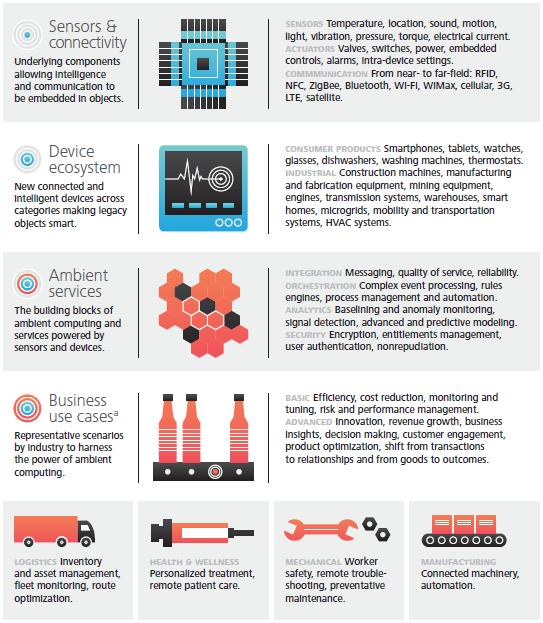 Sensors &
connectivity
Underlying components
allowing intelligence
and communication to
be embedded in objects.
SENSORS Temperature, location, sound, motion,
light, vibration, pressure, torque, electrical current.
ACTUATORS Valves, switches, power, embedded
controls, alarms, intra-device settings.
COMMMUNICATION From near- to far-field: RFID,
NFC, ZigBee, Bluetooth, Wi-Fi, WiMax, cellular, 3G,
LTE, satellite.
Device
ecosystem
New connected and
intelligent devices across
categories making legacy
objects smart.
CONSUMER PRODUCTS Smartphones, tablets, watches,
glasses, dishwashers, washing machines, thermostats.
INDUSTRIAL Construction machines, manufacturing
and fabrication equipment, mining equipment,
engines, transmission systems, warehouses, smart
homes, microgrids, mobility and transportation
systems, HVAC systems.
Ambient
services
The building blocks of
ambient computing and
services powered by
sensors and devices.
INTEGRATION Messaging, quality of service, reliability.
ORCHESTRATION Complex event processing, rules
engines, process management and automation.
ANALYTICS Baselining and anomaly monitoring,
signal detection, advanced and predictive modeling.
SECURITY Encryption, entitlements management,
user authentication, nonrepudiation.
Business
use casesª
Representative scenarios
by industry to harness
the power of ambient
computing.
BASIC Efficiency, cost reduction, monitoring and
tuning, risk and performance management.
ADVANCED Innovation, revenue growth, business
insights, decision making, customer engagement,
product optimization, shift from transactions
to relationships and from goods to outcomes.
LOGISTICS Inventory
and asset management,
fleet monitoring, route
optimization.
HEALTH & WELLNESS
Personalized treatment,
remote patient care.
MECHANICAL Worker
safety, remote trouble-
shooting, preventative
maintenance.
MANUFACTURING
Connected machinery,
automation.